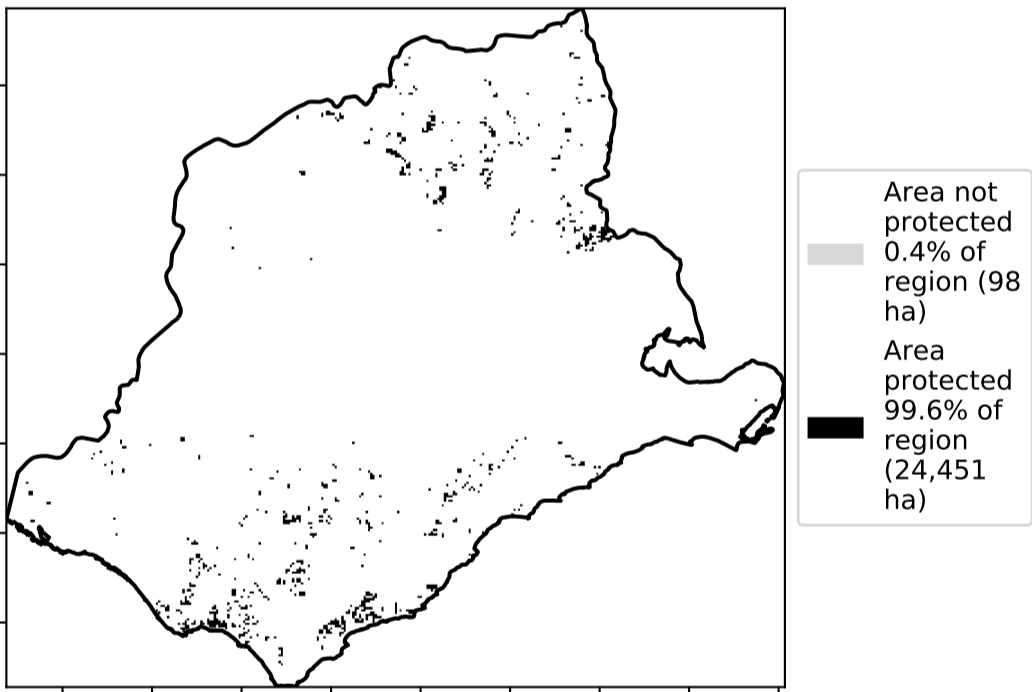 Area not
protected
0.4% of
region (98
ha)
Area
protected
99.6% of
region
(24,451
ha)